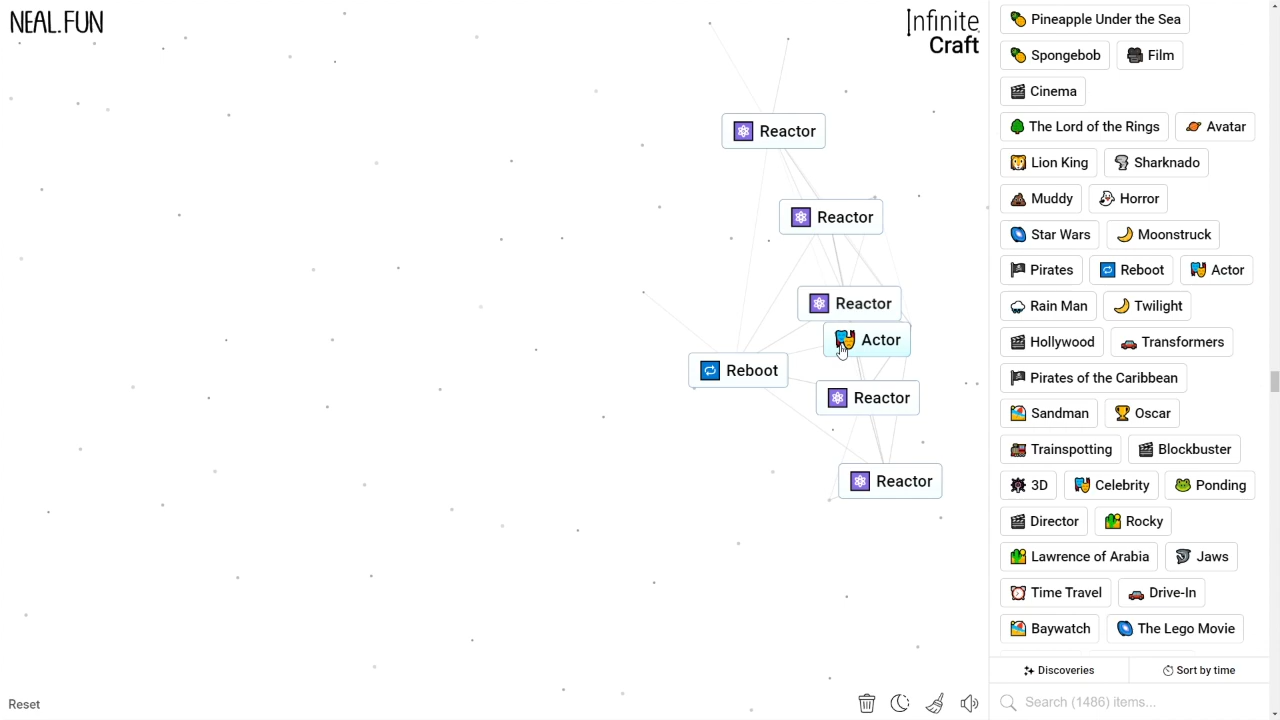 NEAL.FUN
Infinite
Craft
Reactor
Reactor
Reactor
Actor
Reboot
Reactor
Reactor
Reset
Pineapple Under the Sea
Spongebob Film
Cinema
The Lord of the Rings Avatar
Lion King Sharknado
Muddy Horror
Star Wars Moonstruck
Pirates Reboot Actor
Rain Man Twilight
Hollywood Transformers
Pirates of the Caribbean
Sandman Oscar
Trainspotting Blockbuster
3D Celebrity Ponding
Director Rocky
Lawrence of Arabia Jaws
Time Travel Drive-In
Baywatch The Lego Movie
Discoveries Sort by time
Search (1486) items...